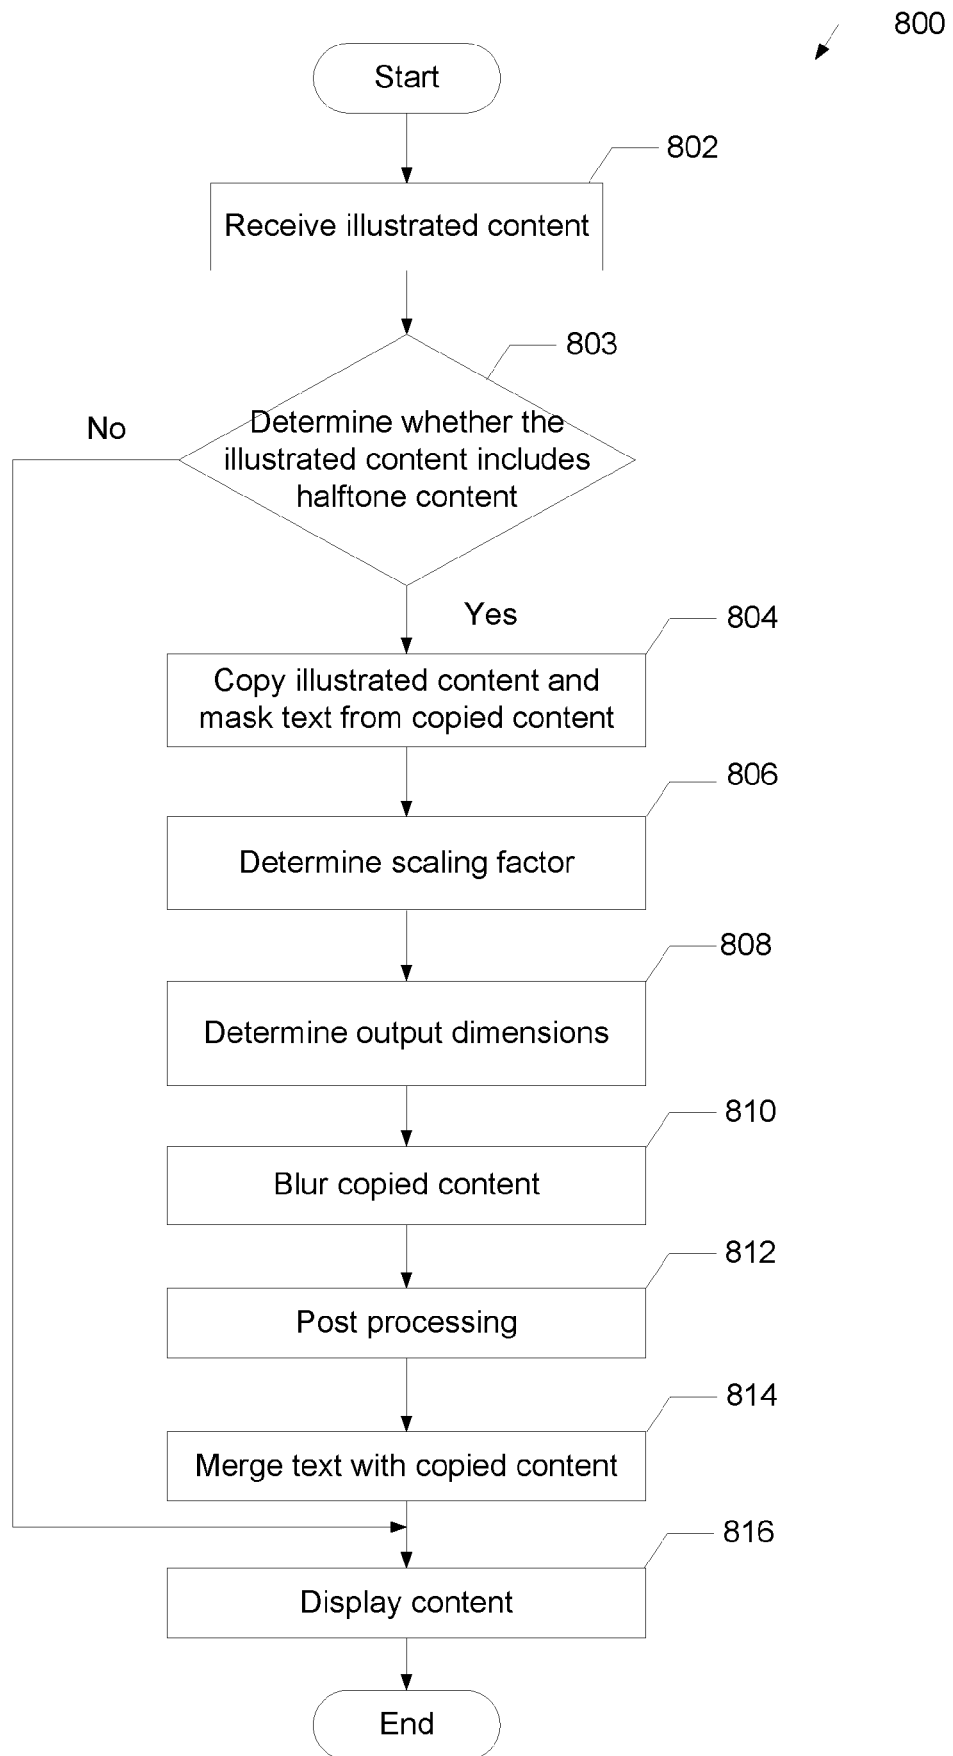 800
Start
802
Receive illustrated content
803
No
Determine whether the
illustrated content includes
halftone content
Yes
804
Copy illustrated content and
mask text from copied content
806
Determine scaling factor
808
Determine output dimensions
810
Blur copied content
812
Post processing
814
Merge text with copied content
816
Display content
End